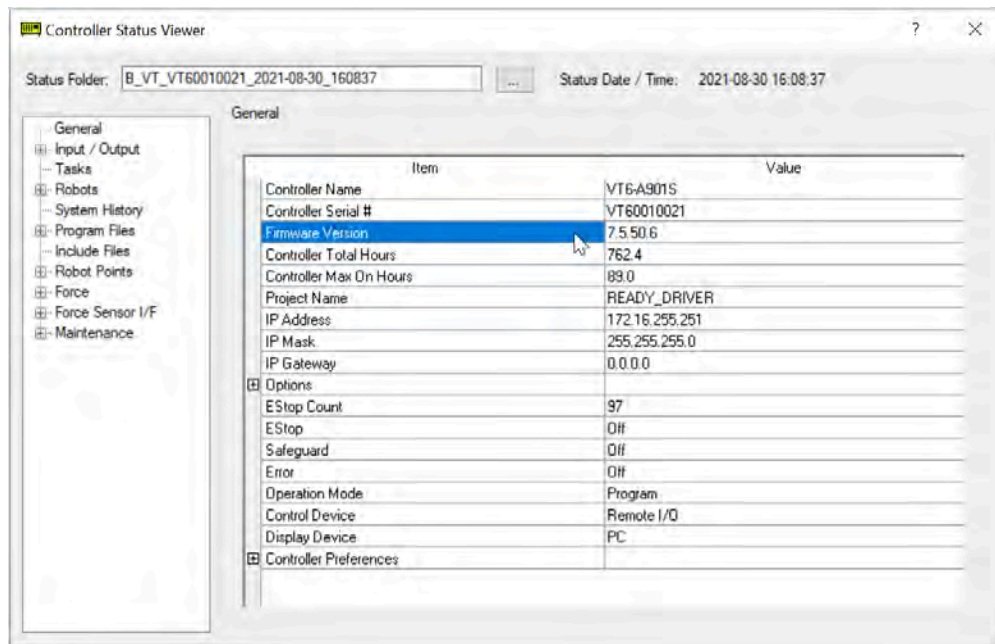 Controller Status Viewer
?
Status Folder: B_VT_VT60010021_2021-08-30_160837 ... Status Date / Time: 2021-08-30 16:08:37
General
Input / Output
Tasks
Robots
System History
Program Files
Include Files
Robot Points
Force
Force Sensor I/F
Maintenance
General
Item Value
Controller Name VT6-A901S
Controller Serial # VT60010021
Firmware Version 7.5.50.6
Controller Total Hours 762.4
Controller Max On Hours 89.0
Project Name READY_DRIVER
IP Address 172.16.255.251
IP Mask 255.255.255.0
IP Gateway 0.0.0.0
Options
EStop Count 97
EStop Off
Safeguard Off
Error Off
Operation Mode Program
Control Device Remote I/O
Display Device PC
Controller Preferences